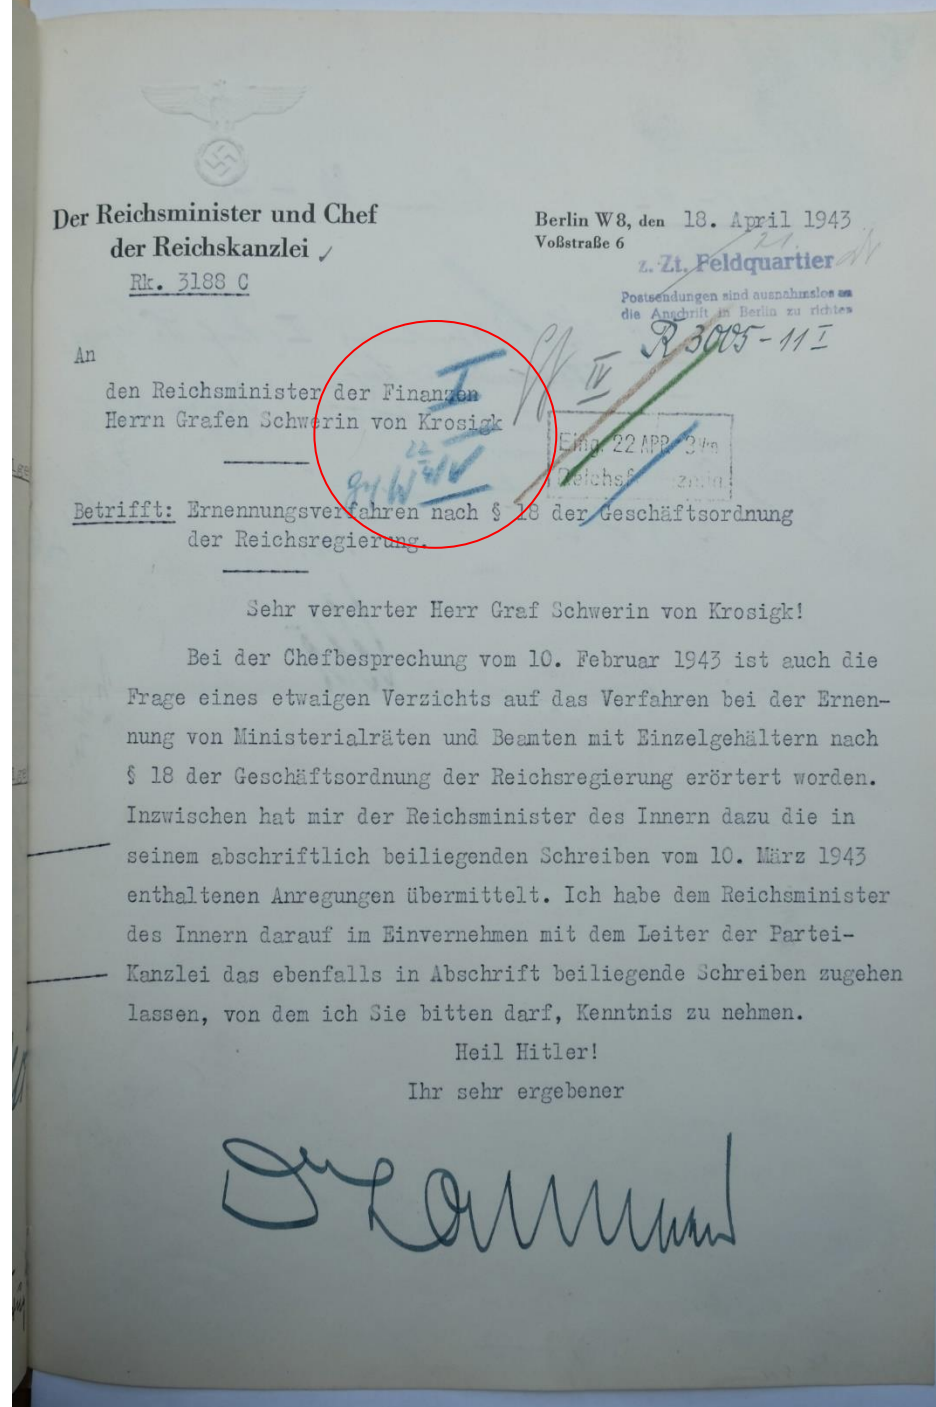 Der Reichsminister und Chef
der Reichskanzlei
Rk. 3188 C
Berlin W 8, den 18. April 1943
Voßstraße 6
z. Zt. Feldquartier
Postsendungen sind ausnahmslos an
die Anschrift in Berlin zu richten
R 3005-11 I
An
den Reichsminister der Finanzen
Herrn Grafen Schwerin von Krosigk
I
IV
Eing. 22 APR.
Betrifft: Ernennungsverfahren nach § 18 der Geschäftsordnung
der Reichsregierung.
Sehr verehrter Herr Graf Schwerin von Krosigk!
Bei der Chefbesprechung vom 10. Februar 1943 ist auch die
Frage eines etwaigen Verzichts auf das Verfahren bei der Ernen-
nung von Ministerialräten und Beamten mit Einzelgehältern nach
§ 18 der Geschäftsordnung der Reichsregierung erörtert worden.
Inzwischen hat mir der Reichsminister des Innern dazu die in
seinem abschriftlich beiliegenden Schreiben vom 10. März 1943
enthaltenen Anregungen übermittelt. Ich habe dem Reichsminister
des Innern darauf im Einvernehmen mit dem Leiter der Partei-
Kanzlei das ebenfalls in Abschrift beiliegende Schreiben zugehen
lassen, von dem ich Sie bitten darf, Kenntnis zu nehmen.
Heil Hitler!
Ihr sehr ergebener
Dr Lammers